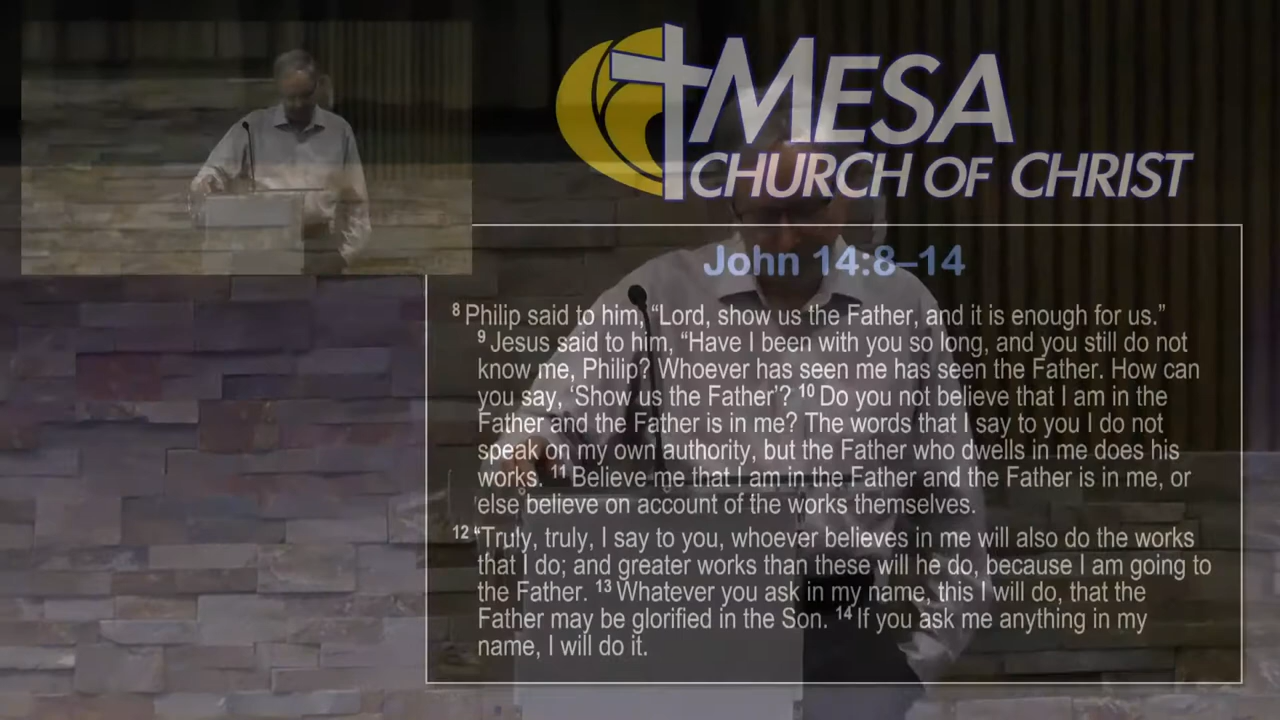 MESA
CHURCH OF CHRIST
John 14:8–14
8 Philip said to him, “Lord, show us the Father, and it is enough for us.”
9 Jesus said to him, “Have I been with you so long, and you still do not
know me, Philip? Whoever has seen me has seen the Father. How can
you say, ‘Show us the Father’? 10 Do you not believe that I am in the
Father and the Father is in me? The words that I say to you I do not
speak on my own authority, but the Father who dwells in me does his
works. 11 Believe me that I am in the Father and the Father is in me, or
else believe on account of the works themselves.
12 “Truly, truly, I say to you, whoever believes in me will also do the works
that I do; and greater works than these will he do, because I am going to
the Father. 13 Whatever you ask in my name, this I will do, that the
Father may be glorified in the Son. 14 If you ask me anything in my
name, I will do it.